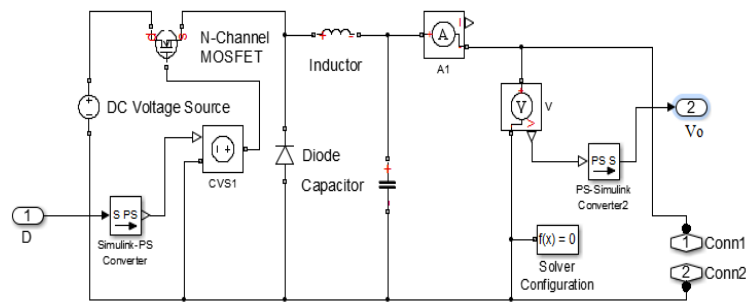 N-Channel
MOSFET
d
s
DC Voltage Source
Inductor
+
-
+
A
I
A1
+
V
V
V
2
Vo
CVS1
Diode
Capacitor
+
-
PS S
PS-Simulink
Converter2
1
D
S PS
Simulink-PS
Converter
f(x) = 0
Solver
Configuration
1
Conn1
2
Conn2